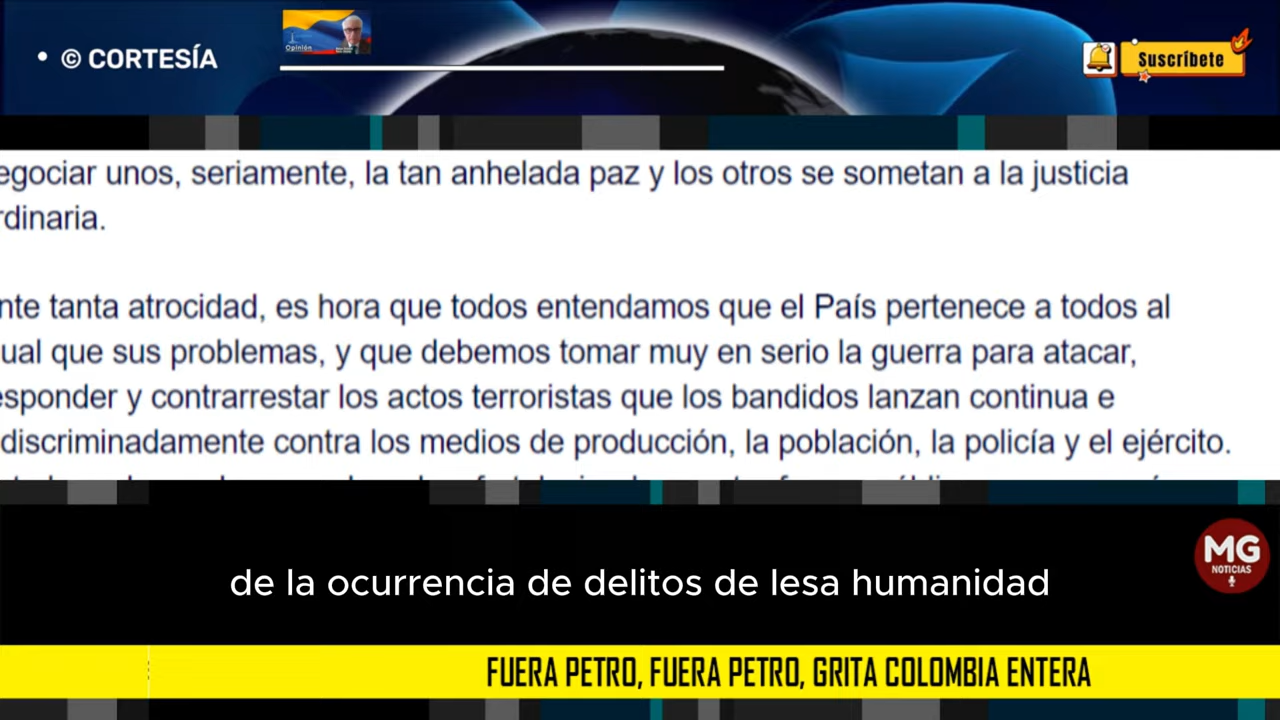 © CORTESÍA
Opinión
Suscríbete
egociar unos, seriamente, la tan anhelada paz y los otros se sometan a la justicia
rdinaria.
nte tanta atrocidad, es hora que todos entendamos que el País pertenece a todos al
ual que sus problemas, y que debemos tomar muy en serio la guerra para atacar,
esponder y contrarrestar los actos terroristas que los bandidos lanzan continua e
discriminadamente contra los medios de producción, la población, la policía y el ejército.
MG
NOTICIAS
de la ocurrencia de delitos de lesa humanidad
FUERA PETRO, FUERA PETRO, GRITA COLOMBIA ENTERA